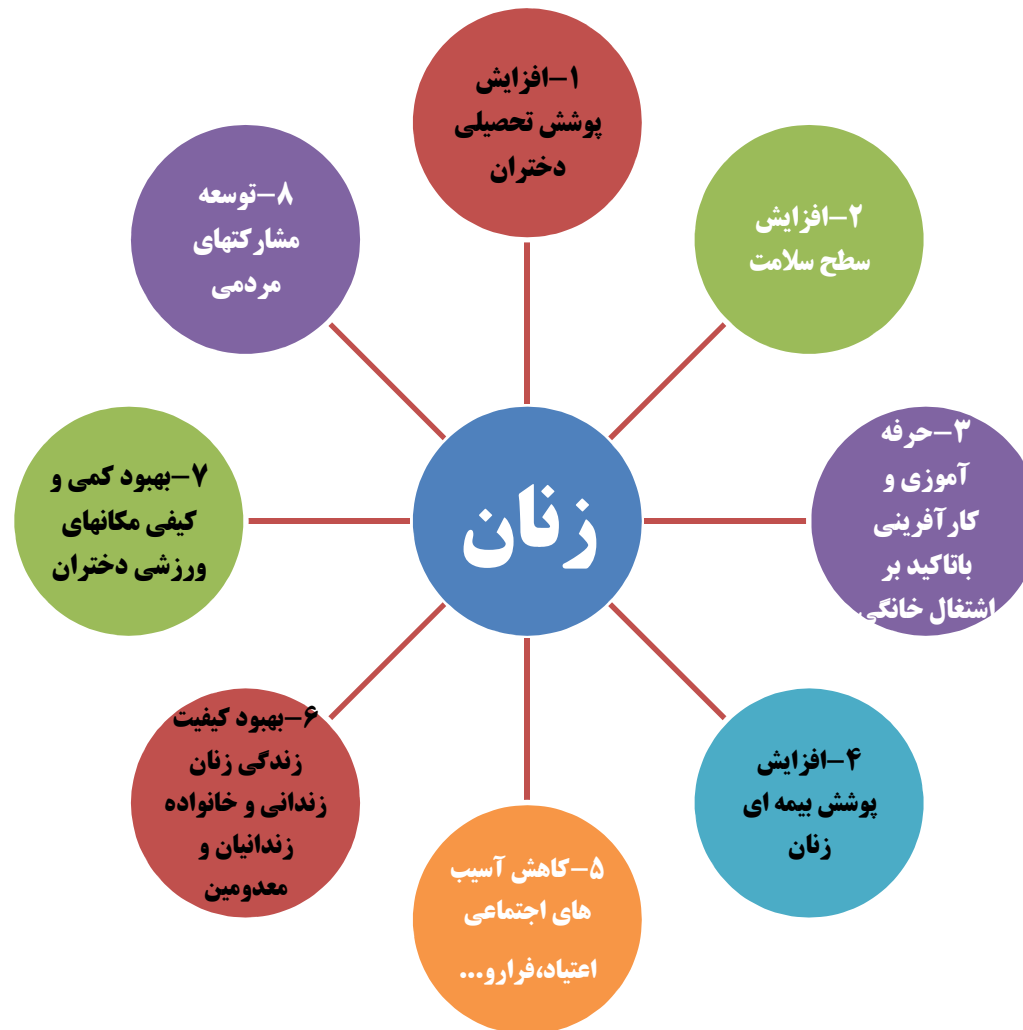 ۱-افزایش
پوشش تحصیلی
دختران
۲-افزایش
سطح سلامت
۳-حرفه
آموزی و
کارآفرینی
باتاکید بر
اشتغال خانگی
۴-افزایش
پوشش بیمه ای
زنان
۵-کاهش آسیب
های اجتماعی
اعتیاد،فرارو...
۶-بهبود کیفیت
زندگی زنان
زندانی و خانواده
زندانیان و
معدومین
۷-بهبود کمی و
کیفی مکانهای
ورزشی دختران
۸-توسعه
مشارکتهای
مردمی
زنان